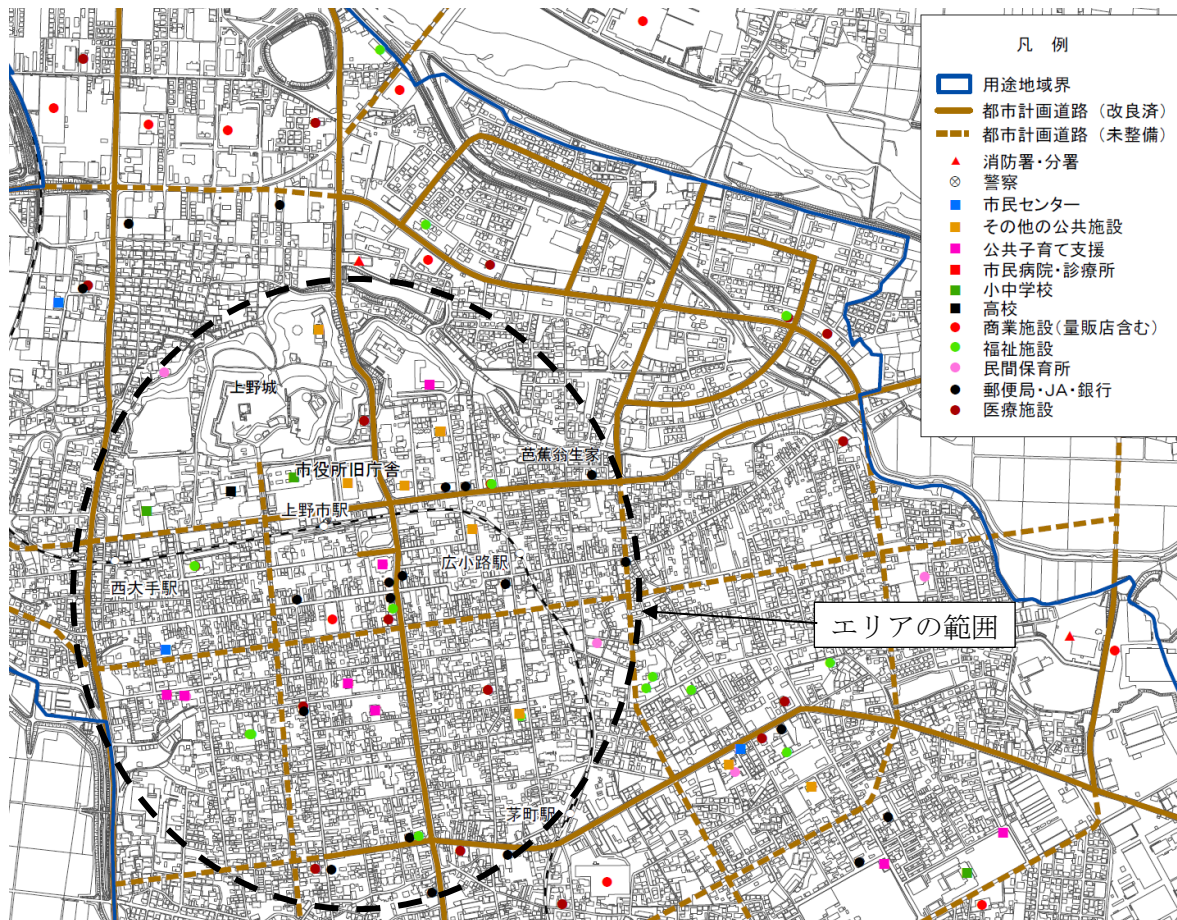 凡 例
用途地域界
都市計画道路（改良済）
都市計画道路（未整備）
消防署・分署
警察
市民センター
その他の公共施設
公共子育て支援
市民病院・診療所
小中学校
高校
商業施設（量販店含む）
福祉施設
民間保育所
郵便局・JA・銀行
医療施設
上野城
芭蕉翁生家
市役所旧庁舎
上野市駅
広小路駅
西大手駅
エリアの範囲
茅町駅